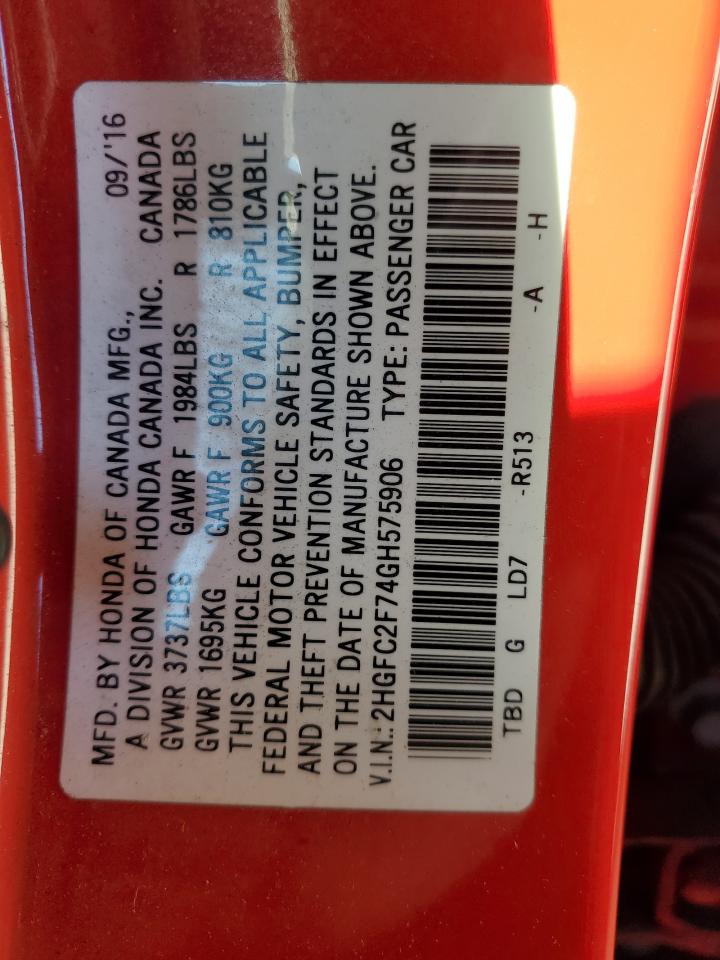 MFD. BY HONDA OF CANADA MFG., 09/'16
A DIVISION OF HONDA CANADA INC. CANADA
GVWR 3737LBS GAWR F 1984LBS R 1786LBS
GVWR 1695KG GAWR F 900KG R 810KG
THIS VEHICLE CONFORMS TO ALL APPLICABLE
FEDERAL MOTOR VEHICLE SAFETY, BUMPER,
AND THEFT PREVENTION STANDARDS IN EFFECT
ON THE DATE OF MANUFACTURE SHOWN ABOVE.
V.I.N.: 2HGFC2F74GH575906 TYPE: PASSENGER CAR
TBD G LD7 -R513 -A -H